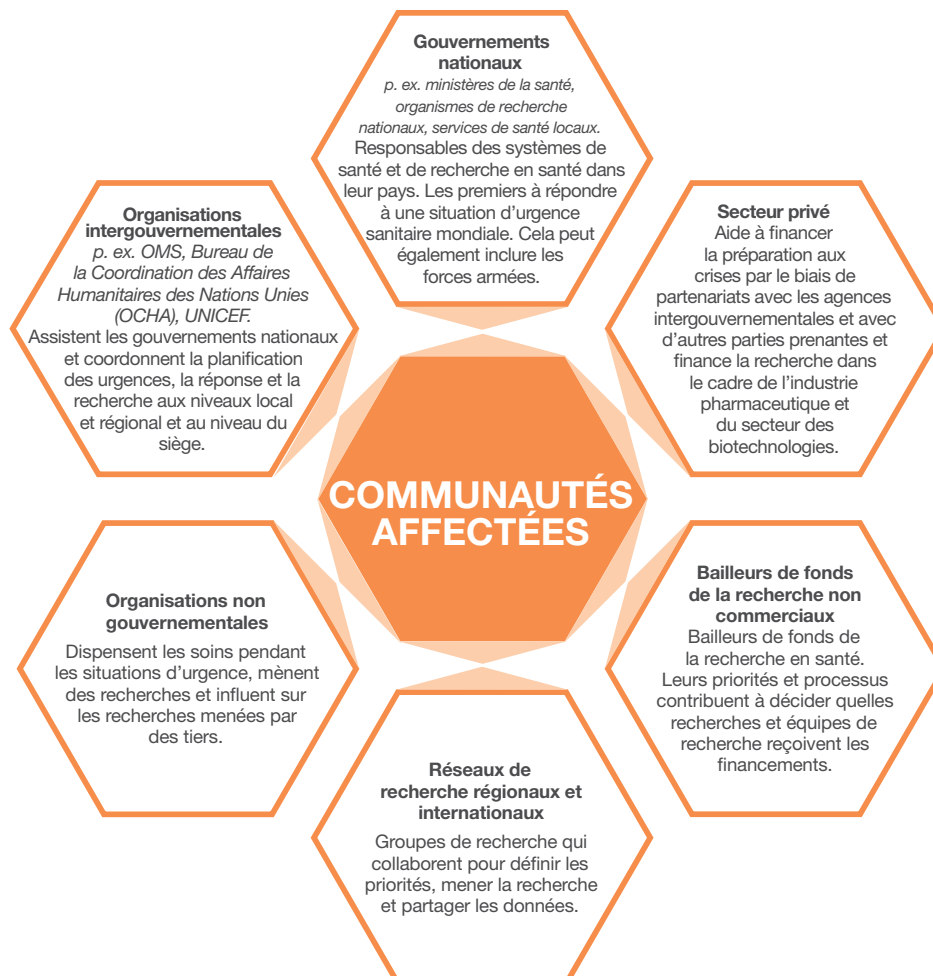 Gouvernements
nationaux
p. ex. ministères de la santé,
organismes de recherche
nationaux, services de santé locaux.
Responsables des systèmes de
santé et de recherche en santé dans
leur pays. Les premiers à répondre
à une situation d’urgence
sanitaire mondiale. Cela peut
également inclure les
forces armées.
Organisations
intergouvernementales
p. ex. OMS, Bureau de
la Coordination des Affaires
Humanitaires des Nations Unies
(OCHA), UNICEF.
Assistent les gouvernements nationaux
et coordonnent la planification
des urgences, la réponse et la
recherche aux niveaux local
et régional et au niveau du
siège.
Secteur privé
Aide à financer
la préparation aux
crises par le biais de
partenariats avec les agences
intergouvernementales et avec
d’autres parties prenantes et
finance la recherche dans
le cadre de l’industrie
pharmaceutique et
du secteur des
biotechnologies.
COMMUNAUTÉS
AFFECTÉES
Organisations non
gouvernementales
Dispensent les soins pendant
les situations d’urgence, mènent
des recherches et influent sur
les recherches menées par
des tiers.
Bailleurs de fonds
de la recherche non
commerciaux
Bailleurs de fonds de
la recherche en santé.
Leurs priorités et processus
contribuent à décider quelles
recherches et équipes de
recherche reçoivent les
financements.
Réseaux de
recherche régionaux et
internationaux
Groupes de recherche qui
collaborent pour définir les
priorités, mener la recherche
et partager les données.